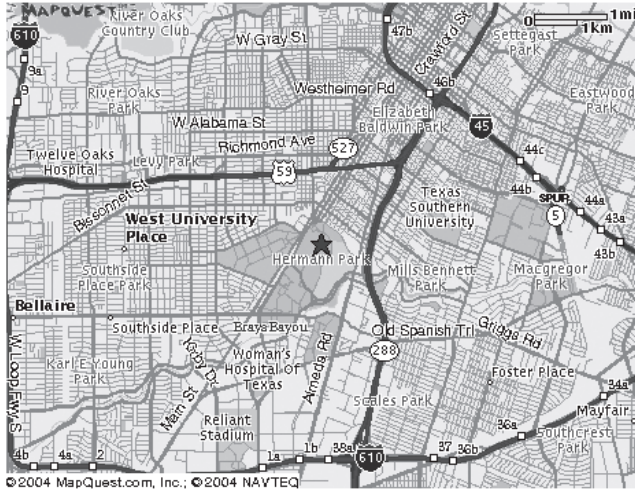 MAPQUEST
River Oaks
Country Club
610
9a
9
W Gray St
47b
Crawford St
0 1mi
1km
Settegast
Park
46b
Westheimer Rd
River Oaks
Park
Eastwood
Park
Elizabeth
Baldwin Park
W Alabama St
Richmond Ave
527
45
Twelve Oaks
Hospital
Levy Park
59
44c
44b
Bissonnet St
Texas
Southern
University
SPUR
5
44a
43a
43b
West University
Place
Hermann Park
Southside
Place Park
Mills Bennett
Park
Macgregor
Park
Bellaire
Southside Place
Brays Bayou
Old Spanish Trl
Griggs Rd
W Loop Fwy S
Karl E Young
Park
Kirby Dr
Woman's
Hospital Of
Texas
Almeda Rd
288
Foster Place
Main St
Scales Park
34a
Mayfair
Reliant
Stadium
36a
Southcrest
Park
4b
4a
2
1a
1b
38a
610
37
36b
©2004 MapQuest.com, Inc.; ©2004 NAVTEQ